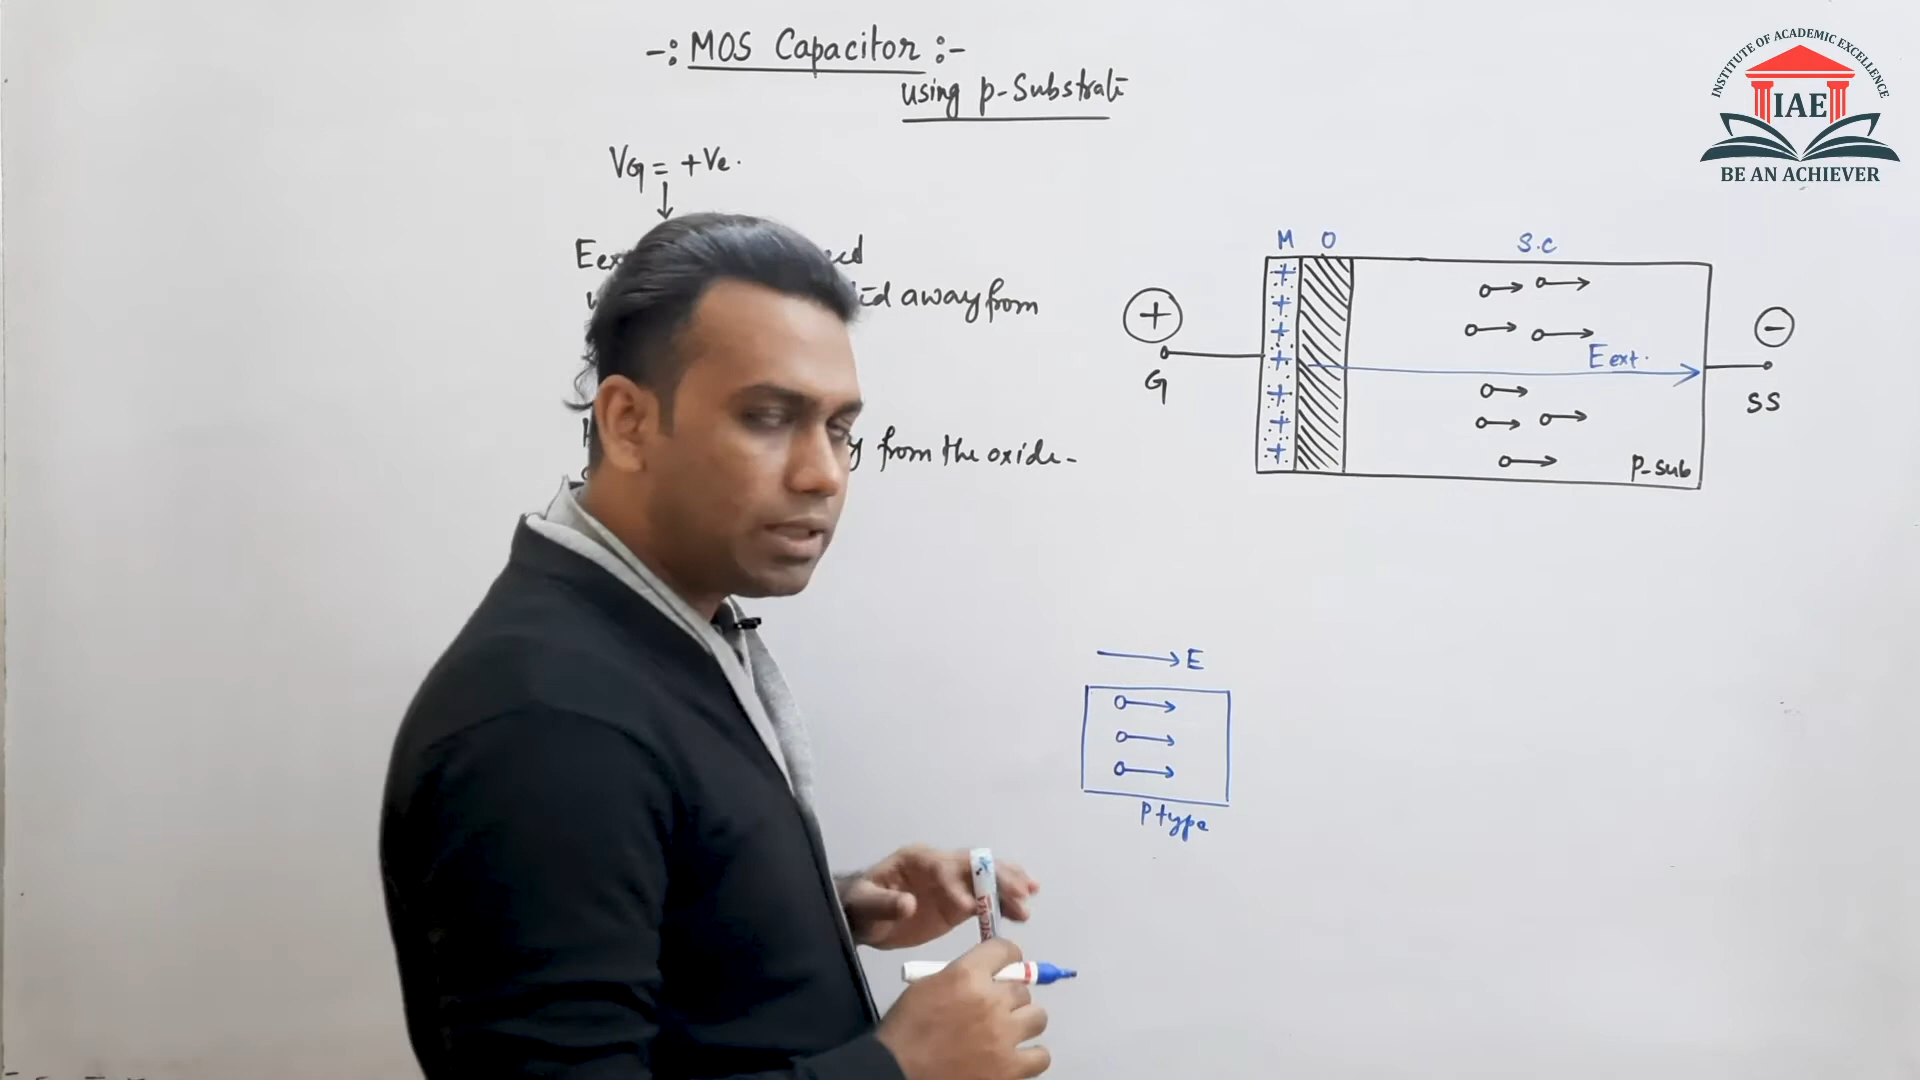 -: MOS Capacitor :-
using p-Substrate
VG = +Ve.
away from
from the oxide-
M O S.C
E ext.
G
SS
P-sub
E
P type
INSTITUTE OF ACADEMIC EXCELLENCE
IAE
BE AN ACHIEVER